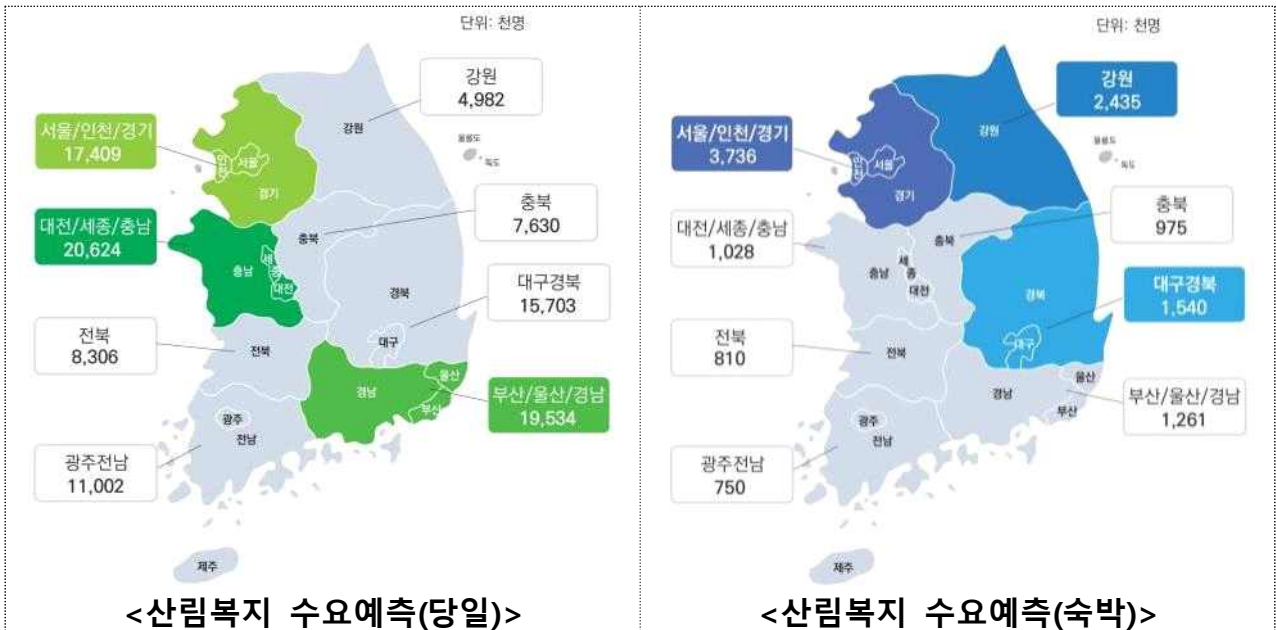 단위: 천명
강원
4,982
서울/인천/경기
17,409
강원
울릉도
독도
인천
서울
경기
충북
7,630
대전/세종/충남
20,624
충북
충남
세종
대전
경북
대구경북
15,703
전북
8,306
전북
대구
경남
울산
부산
부산/울산/경남
19,534
광주
전남
광주전남
11,002
제주
<산림복지 수요예측(당일)>
단위: 천명
강원
2,435
서울/인천/경기
3,736
강원
울릉도
독도
인천
서울
경기
충북
975
대전/세종/충남
1,028
충북
충남
세종
대전
경북
대구경북
1,540
전북
810
전북
대구
경남
울산
부산
부산/울산/경남
1,261
광주
전남
광주전남
750
제주
<산림복지 수요예측(숙박)>